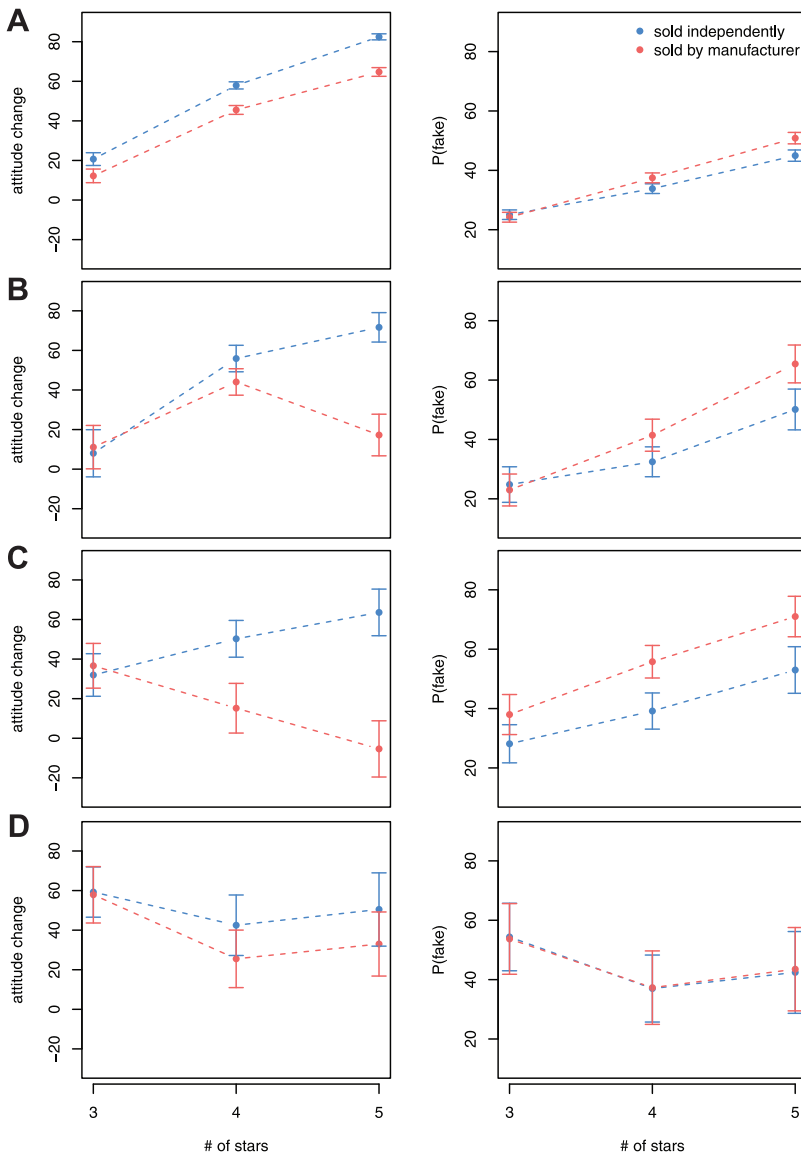 A
attitude change
80
60
40
20
0
−20
P(fake)
80
60
40
20
sold independently
sold by manufacturer
B
attitude change
80
60
40
20
0
−20
P(fake)
80
60
40
20
C
attitude change
80
60
40
20
0
−20
P(fake)
80
60
40
20
D
attitude change
80
60
40
20
0
−20
P(fake)
80
60
40
20
3 4 5
# of stars
3 4 5
# of stars